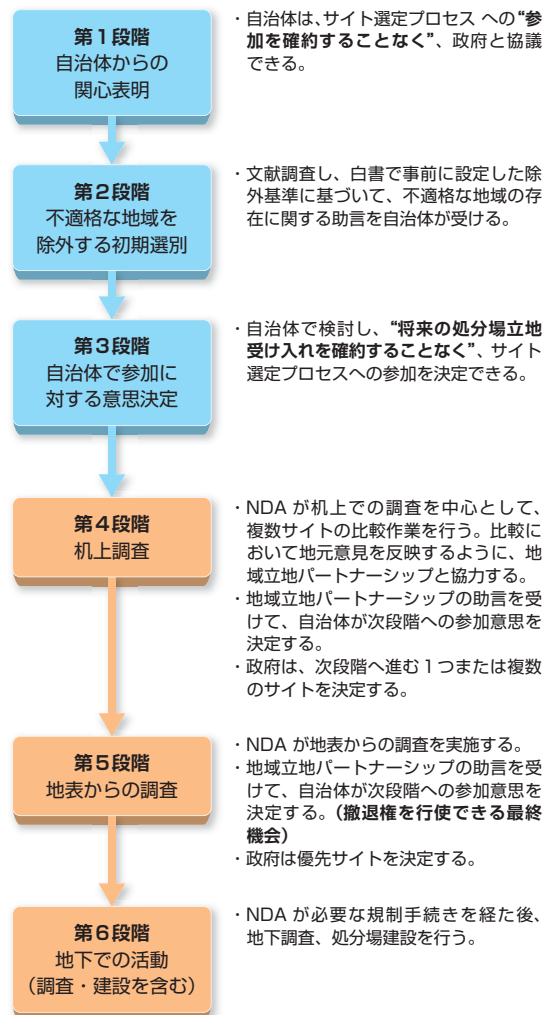 第1段階
自治体からの
関心表明
・自治体は、サイト選定プロセス への“参
加を確約することなく”、政府と協議
できる。
第2段階
不適格な地域を
除外する初期選別
・文献調査し、白書で事前に設定した除
外基準に基づいて、不適格な地域の存
在に関する助言を自治体が受ける。
第3段階
自治体で参加に
対する意思決定
・自治体で検討し、“将来の処分場立地
受け入れを確約することなく”、サイト
選定プロセスへの参加を決定できる。
第4段階
机上調査
・NDA が机上での調査を中心として、
複数サイトの比較作業を行う。比較に
おいて地元意見を反映するように、地
域立地パートナーシップと協力する。
・地域立地パートナーシップの助言を受
けて、自治体が次段階への参加意思を
決定する。
・政府は、次段階へ進む1つまたは複数
のサイトを決定する。
第5段階
地表からの調査
・NDA が地表からの調査を実施する。
・地域立地パートナーシップの助言を受
けて、自治体が次段階への参加意思を
決定する。(撤退権を行使できる最終
機会)
・政府は優先サイトを決定する。
第6段階
地下での活動
(調査・建設を含む)
・NDA が必要な規制手続きを経た後、
地下調査、処分場建設を行う。